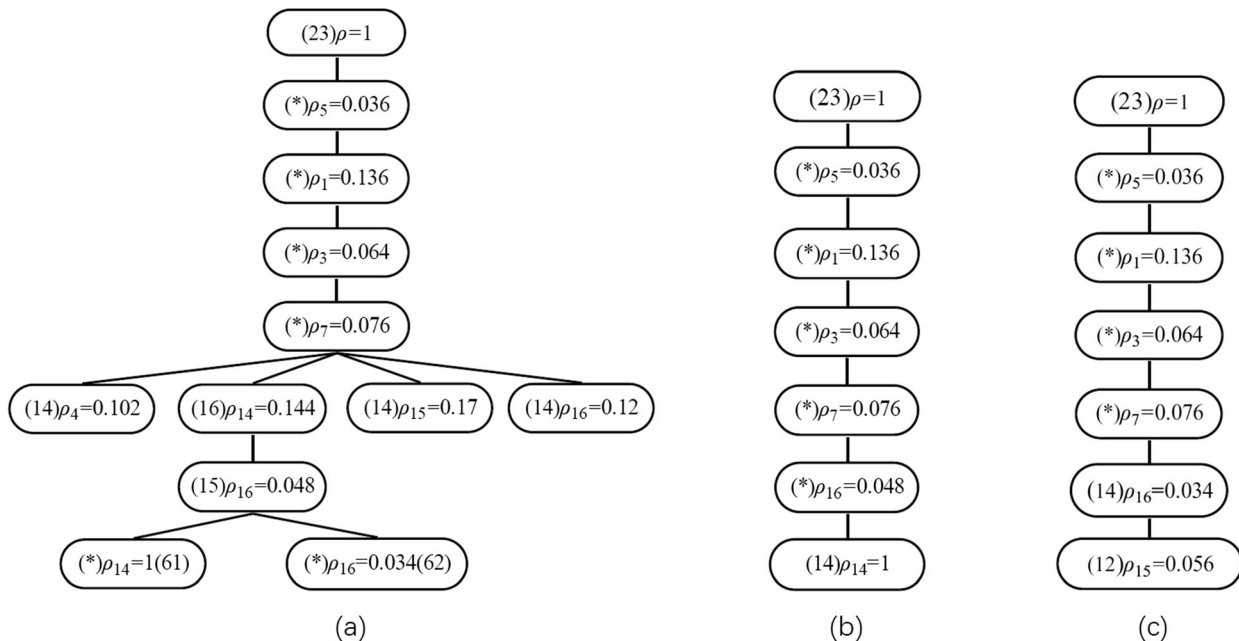 (23)ρ=1
(*)ρ₅=0.036
(*)ρ₁=0.136
(*)ρ₃=0.064
(*)ρ₇=0.076
(14)ρ₄=0.102
(16)ρ₁₄=0.144
(14)ρ₁₅=0.17
(14)ρ₁₆=0.12
(15)ρ₁₆=0.048
(*)ρ₁₄=1(61)
(*)ρ₁₆=0.034(62)
(a)
(23)ρ=1
(*)ρ₅=0.036
(*)ρ₁=0.136
(*)ρ₃=0.064
(*)ρ₇=0.076
(*)ρ₁₆=0.048
(14)ρ₁₄=1
(b)
(23)ρ=1
(*)ρ₅=0.036
(*)ρ₁=0.136
(*)ρ₃=0.064
(*)ρ₇=0.076
(14)ρ₁₆=0.034
(12)ρ₁₅=0.056
(c)